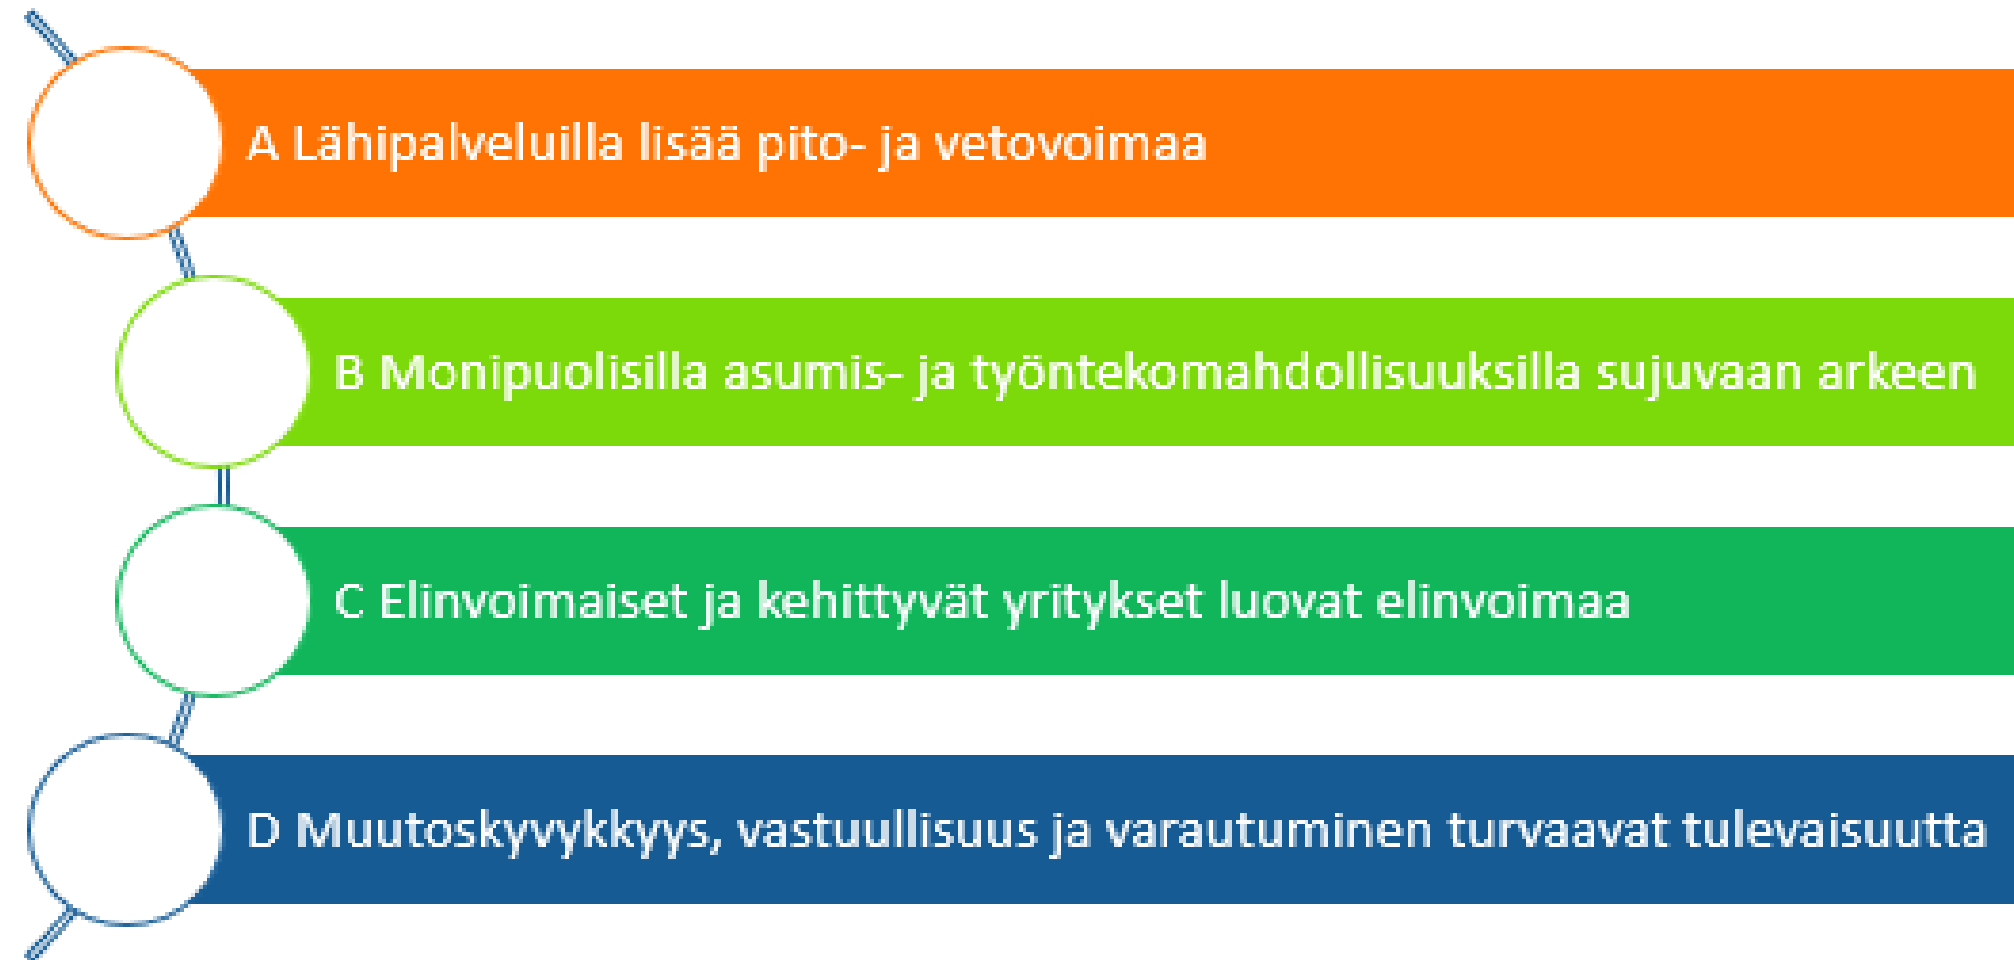 A Lähipalveluilla lisää pito- ja vetovoimaa
B Monipuolisilla asumis- ja työntekomahdollisuuksilla sujuvaan arkeen
C Elinvoimaiset ja kehittyvät yritykset luovat elinvoimaa
D Muutoskyvykkyys, vastuullisuus ja varautuminen turvaavat tulevaisuutta